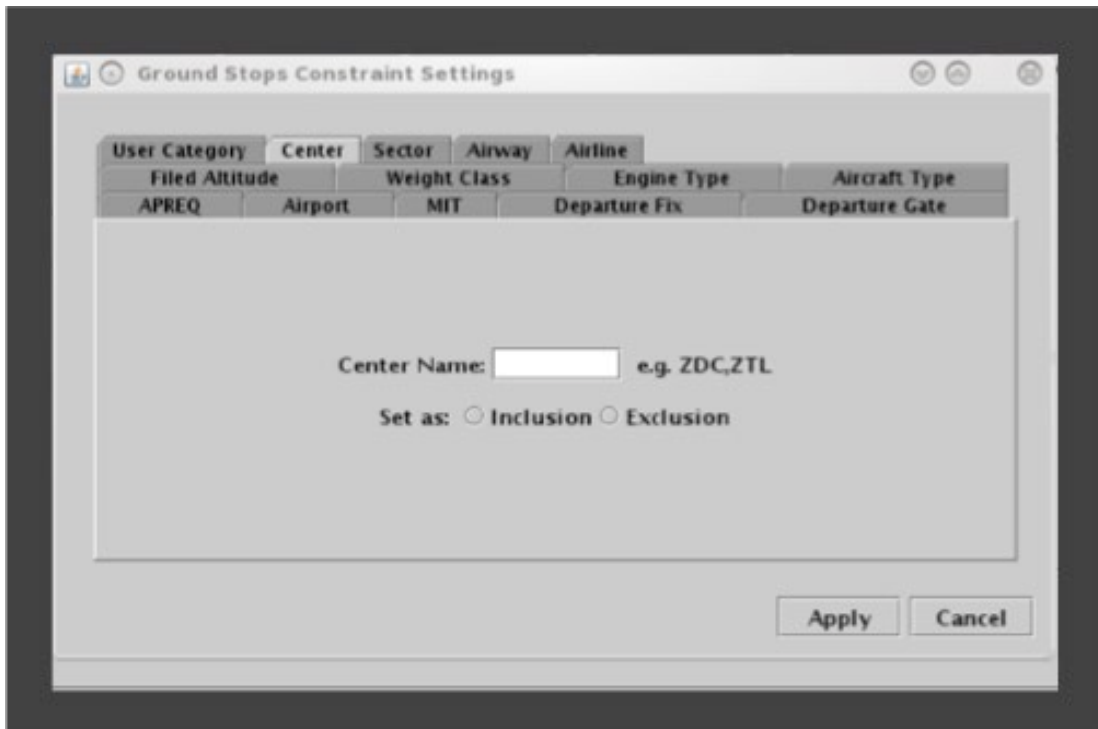 Ground Stops Constraint Settings
User Category Center Sector Airway Airline
Filed Altitude Weight Class Engine Type Aircraft Type
APREQ Airport MIT Departure Fix Departure Gate
Center Name: e.g. ZDC,ZTL
Set as: Inclusion Exclusion
Apply Cancel